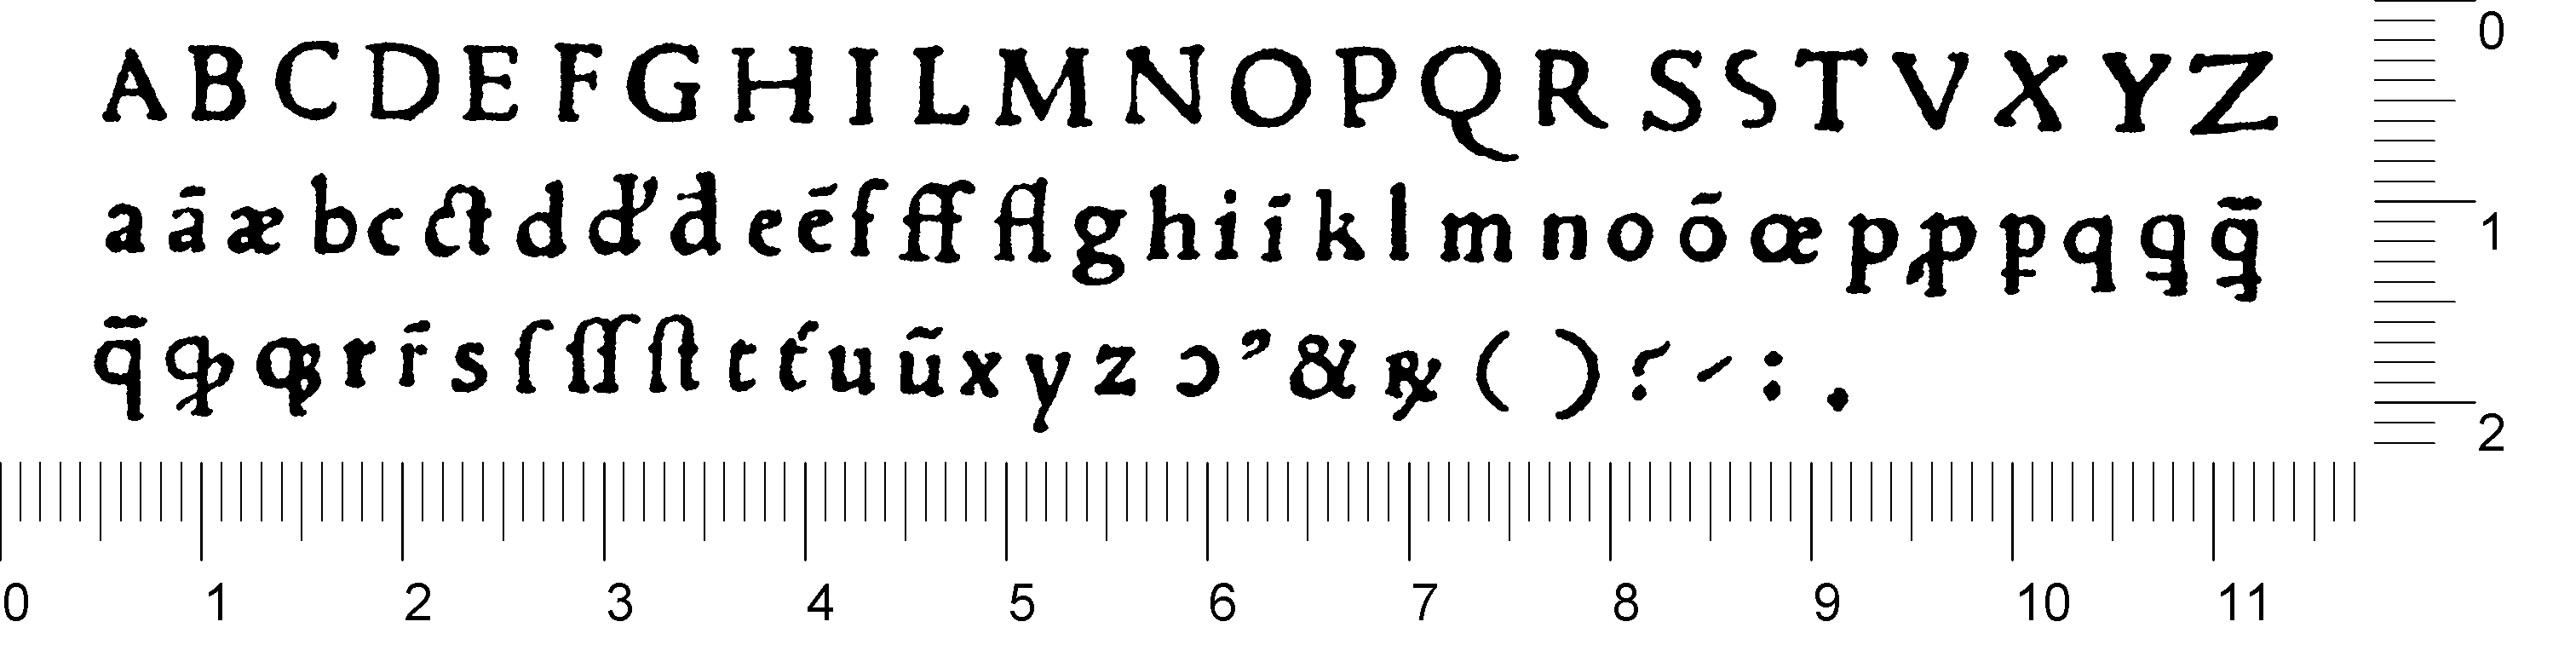 A B C D E F G H I L M N O P Q R S S T V X Y Z 0
a ā æ b c ct d d' đ e ē f ff fl g h i ī k l m n o ō œ p ꝓ ꝑ q ꝗ ꝗ̄ 1
q̄ ꝙ qꝫ r r̄ s ſ ſſ ſt t t̄ u ū x y z ɔ ’ & ℞ ( ) ? - : . 2
0 1 2 3 4 5 6 7 8 9 10 11